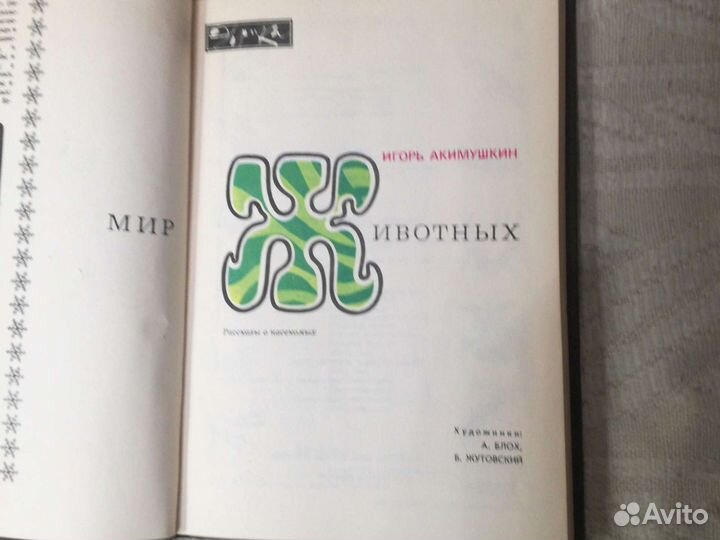 ИГОРЬ АКИМУШКИН
МИР ЖИВОТНЫХ
Рассказы о насекомых
Художники:
А. БЛОХ,
Б. ЖУТОВСКИЙ
Avito